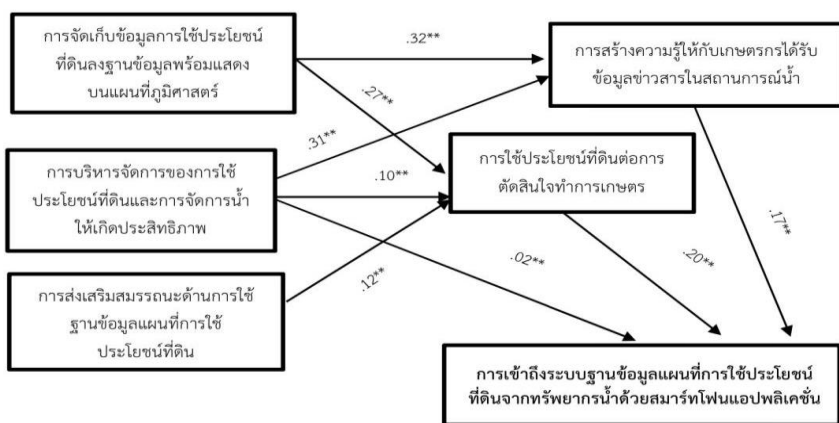 การจัดเก็บข้อมูลการใช้ประโยชน์
ที่ดินลงฐานข้อมูลพร้อมแสดง
บนแผนที่ภูมิศาสตร์
.32**
การสร้างความรู้ให้กับเกษตรกรได้รับ
ข้อมูลข่าวสารในสถานการณ์น้ำ
.27**
.31**
การบริหารจัดการของการใช้
ประโยชน์ที่ดินและการจัดการน้ำ
ให้เกิดประสิทธิภาพ
.10**
การใช้ประโยชน์ที่ดินต่อการ
ตัดสินใจทำการเกษตร
.17**
.02**
.20**
.12**
การส่งเสริมสมรรถนะด้านการใช้
ฐานข้อมูลแผนที่การใช้
ประโยชน์ที่ดิน
การเข้าถึงระบบฐานข้อมูลแผนที่การใช้ประโยชน์
ที่ดินจากทรัพยากรน้ำด้วยสมาร์ทโฟนแอปพลิเคชั่น